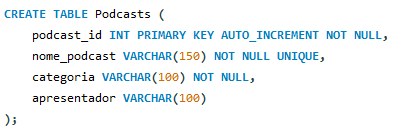 CREATE TABLE Podcasts (
    podcast_id INT PRIMARY KEY AUTO_INCREMENT NOT NULL,
    nome_podcast VARCHAR(150) NOT NULL UNIQUE,
    categoria VARCHAR(100) NOT NULL,
    apresentador VARCHAR(100)
);